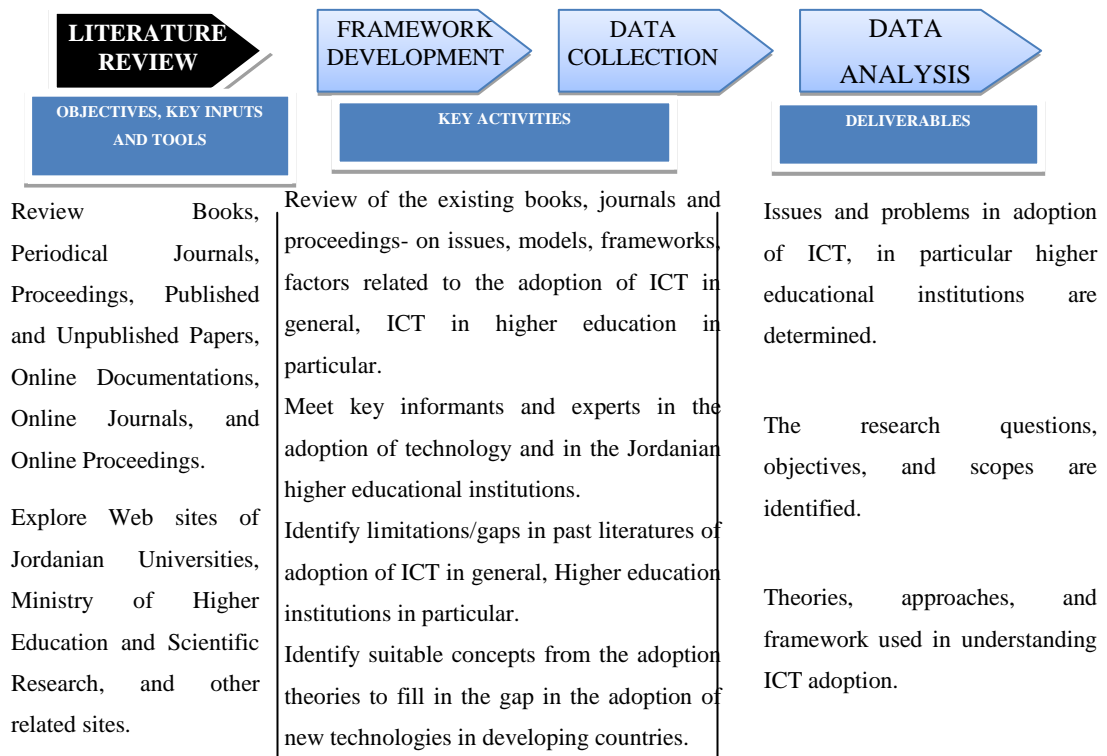 LITERATURE
REVIEW
FRAMEWORK
DEVELOPMENT
DATA
COLLECTION
DATA
ANALYSIS
OBJECTIVES, KEY INPUTS
AND TOOLS
KEY ACTIVITIES
DELIVERABLES
Review Books,
Periodical Journals,
Proceedings, Published
and Unpublished Papers,
Online Documentations,
Online Journals, and
Online Proceedings.
Explore Web sites of
Jordanian Universities,
Ministry of Higher
Education and Scientific
Research, and other
related sites.
Review of the existing books, journals and
proceedings- on issues, models, frameworks,
factors related to the adoption of ICT in
general, ICT in higher education in
particular.
Meet key informants and experts in the
adoption of technology and in the Jordanian
higher educational institutions.
Identify limitations/gaps in past literatures of
adoption of ICT in general, Higher education
institutions in particular.
Identify suitable concepts from the adoption
theories to fill in the gap in the adoption of
new technologies in developing countries.
Issues and problems in adoption
of ICT, in particular higher
educational institutions are
determined.
The research questions,
objectives, and scopes are
identified.
Theories, approaches, and
framework used in understanding
ICT adoption.